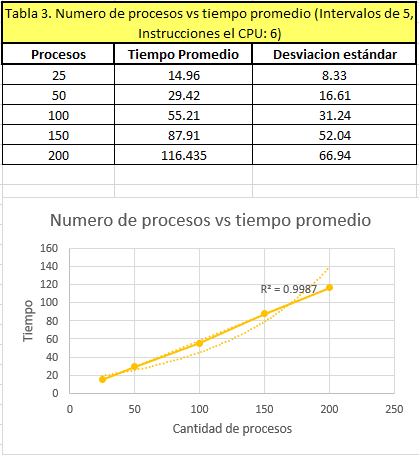 Tabla 3. Numero de procesos vs tiempo promedio (Intervalos de 5,
Instrucciones el CPU: 6)
Procesos Tiempo Promedio Desviacion estándar
25 14.96 8.33
50 29.42 16.61
100 55.21 31.24
150 87.91 52.04
200 116.435 66.94
Numero de procesos vs tiempo promedio
160
140
120
100
80
60
40
20
0
R² = 0.9987
Tiempo
0 50 100 150 200 250
Cantidad de procesos